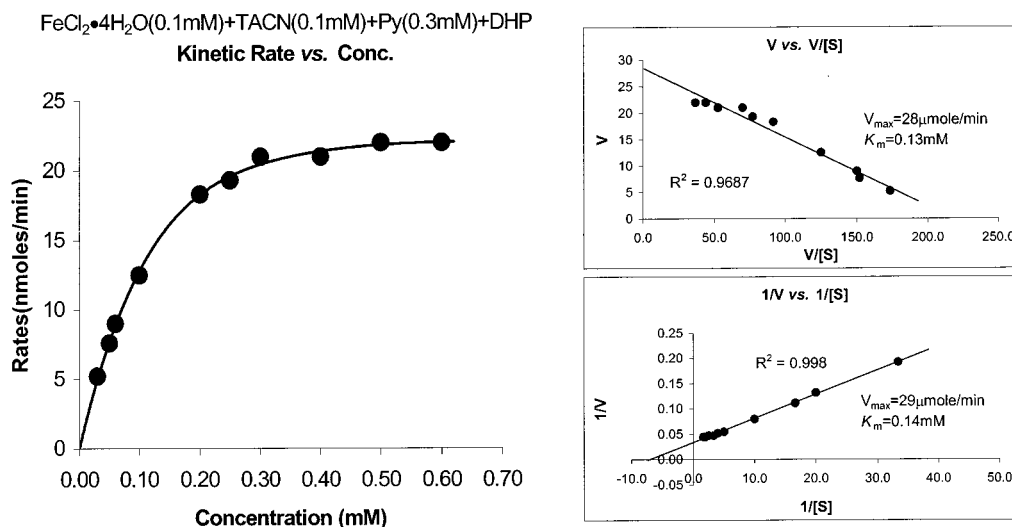 FeCl₂•4H₂O(0.1mM)+TACN(0.1mM)+Py(0.3mM)+DHP
Kinetic Rate vs. Conc.
25
20
15
10
5
0
Rates(nmoles/min)
0.00 0.10 0.20 0.30 0.40 0.50 0.60 0.70
Concentration (mM)
V vs. V/[S]
30
25
20
15
10
5
0
V
Vmax=28μmole/min
Km=0.13mM
R² = 0.9687
0.0 50.0 100.0 150.0 200.0 250.0
V/[S]
1/V vs. 1/[S]
0.25
0.20
0.15
0.10
0.05
0.00
-0.05
1/V
R² = 0.998
Vmax=29μmole/min
Km=0.14mM
-10.0 0.0 10.0 20.0 30.0 40.0 50.0
1/[S]